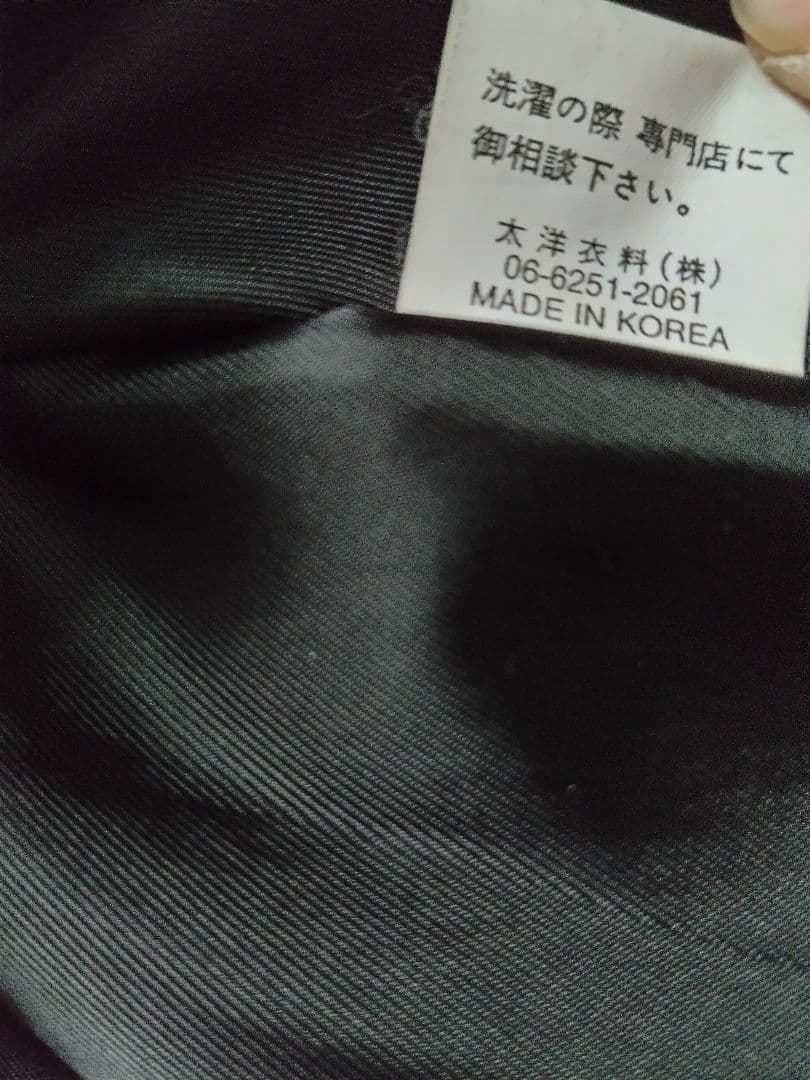 洗濯の際 専門店にて
御相談下さい。
太洋衣料(株)
06-6251-2061
MADE IN KOREA